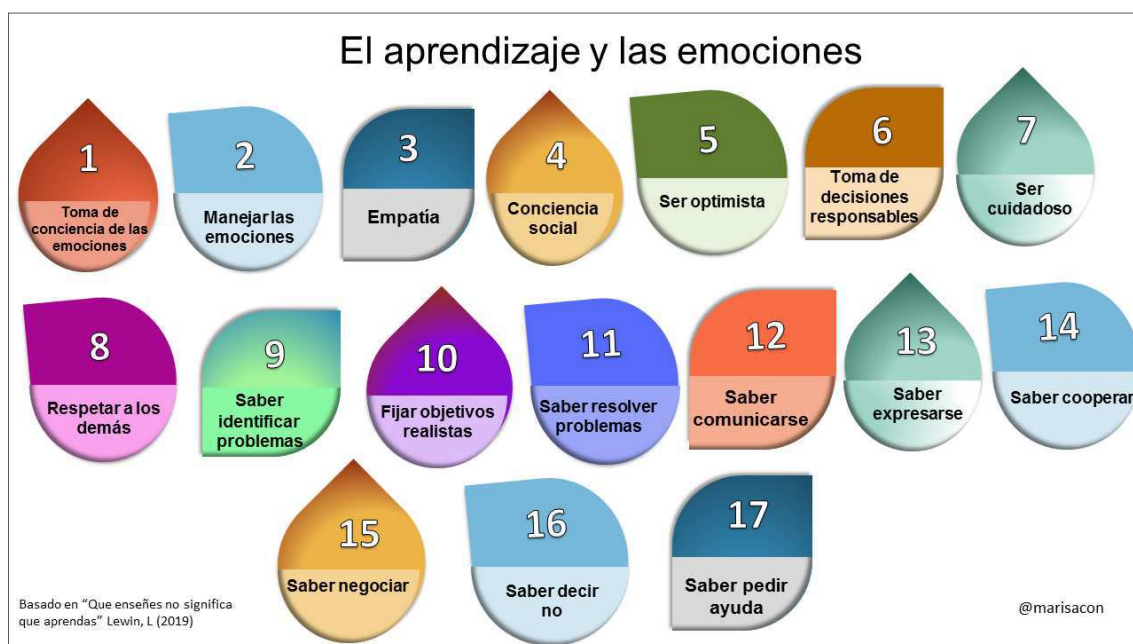 El aprendizaje y las emociones
1
Toma de
conciencia de las
emociones
2
Manejar las
emociones
3
Empatía
4
Conciencia
social
5
Ser optimista
6
Toma de
decisiones
responsables
7
Ser
cuidadoso
8
Respetar a los
demás
9
Saber
identificar
problemas
10
Fijar objetivos
realistas
11
Saber resolver
problemas
12
Saber
comunicarse
13
Saber
expresarse
14
Saber cooperar
15
Saber negociar
16
Saber decir
no
17
Saber pedir
ayuda
Basado en “Que enseñes no significa
que aprendas” Lewin, L (2019)
@marisacon